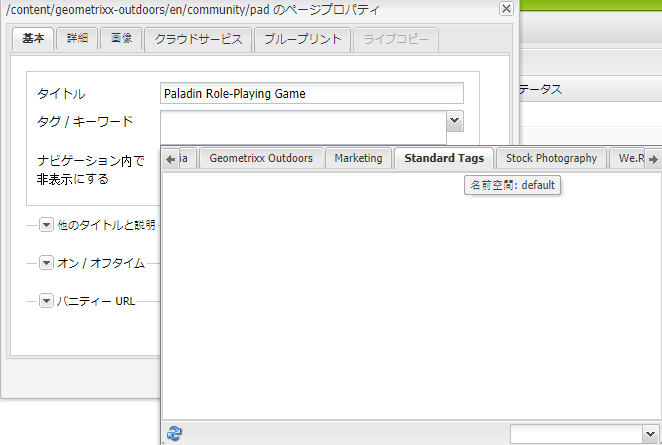 /content/geometrixx-outdoors/en/community/pad のページプロパティ
基本 詳細 画像 クラウドサービス ブループリント ライブコピー
テータス
タイトル Paladin Role-Playing Game
タグ / キーワード
ia Geometrixx Outdoors Marketing Standard Tags Stock Photography We.R
ナビゲーション内で
非表示にする
名前空間: default
他のタイトルと説明
オン / オフタイム
バニティー URL